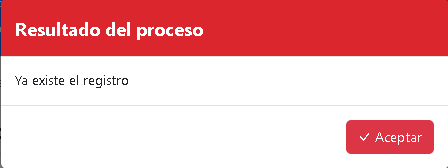 Resultado del proceso
Ya existe el registro
Aceptar